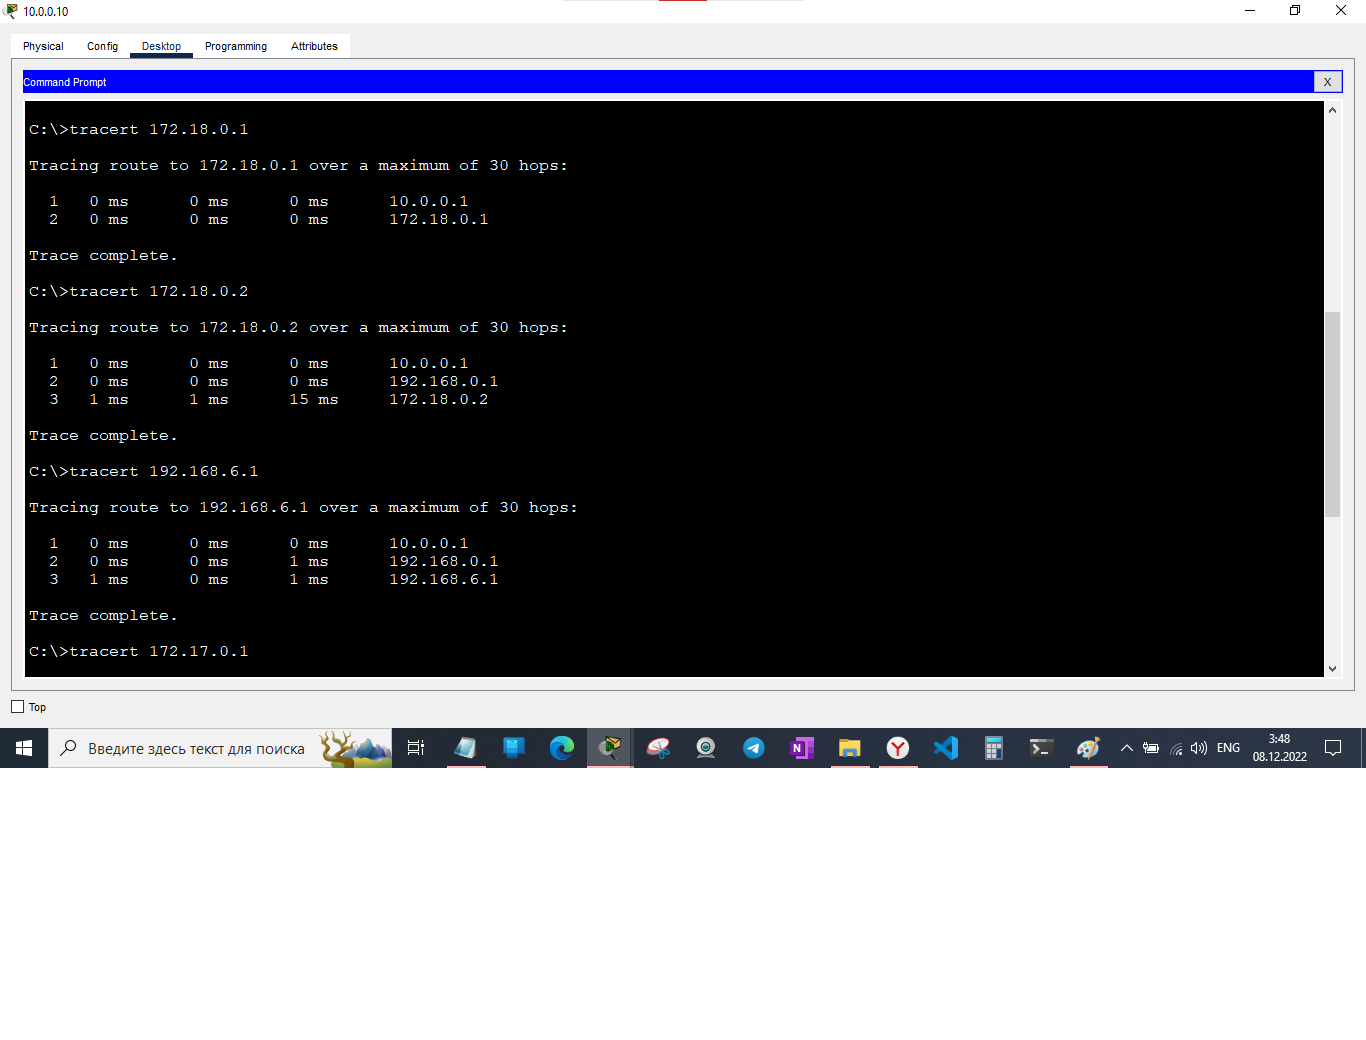 10.0.0.10
Physical Config Desktop Programming Attributes
Command Prompt X
C:\>tracert 172.18.0.1
Tracing route to 172.18.0.1 over a maximum of 30 hops:
1 0 ms 0 ms 0 ms 10.0.0.1
2 0 ms 0 ms 0 ms 172.18.0.1
Trace complete.
C:\>tracert 172.18.0.2
Tracing route to 172.18.0.2 over a maximum of 30 hops:
1 0 ms 0 ms 0 ms 10.0.0.1
2 0 ms 0 ms 0 ms 192.168.0.1
3 1 ms 1 ms 15 ms 172.18.0.2
Trace complete.
C:\>tracert 192.168.6.1
Tracing route to 192.168.6.1 over a maximum of 30 hops:
1 0 ms 0 ms 0 ms 10.0.0.1
2 0 ms 0 ms 1 ms 192.168.0.1
3 1 ms 0 ms 1 ms 192.168.6.1
Trace complete.
C:\>tracert 172.17.0.1
Top
Введите здесь текст для поиска
N
Y
ENG
3:48
08.12.2022